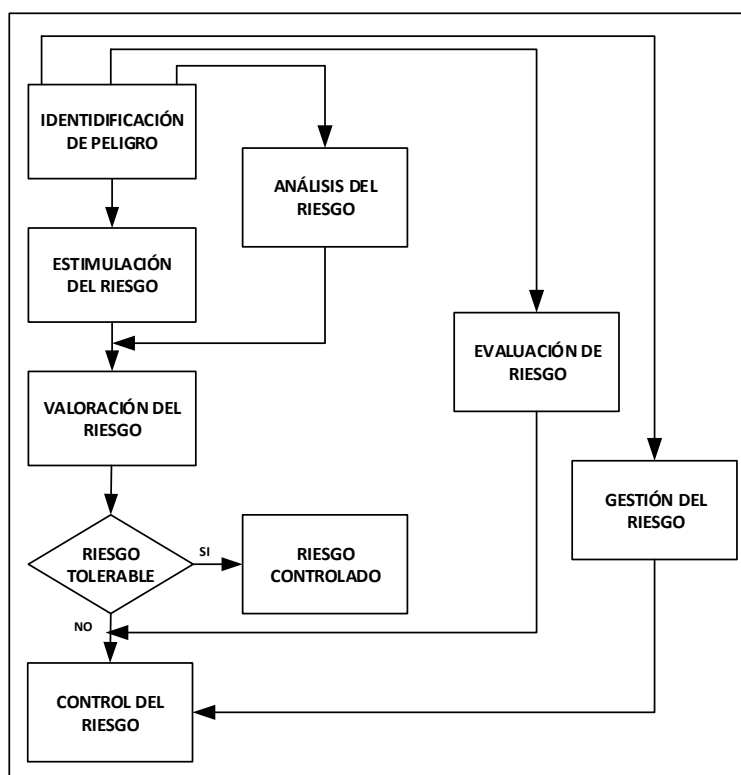 IDENTIDIFICACIÓN
DE PELIGRO
ANÁLISIS DEL
RIESGO
ESTIMULACIÓN
DEL RIESGO
EVALUACIÓN DE
RIESGO
VALORACIÓN DEL
RIESGO
GESTIÓN DEL
RIESGO
RIESGO
TOLERABLE
SI
RIESGO
CONTROLADO
NO
CONTROL DEL
RIESGO